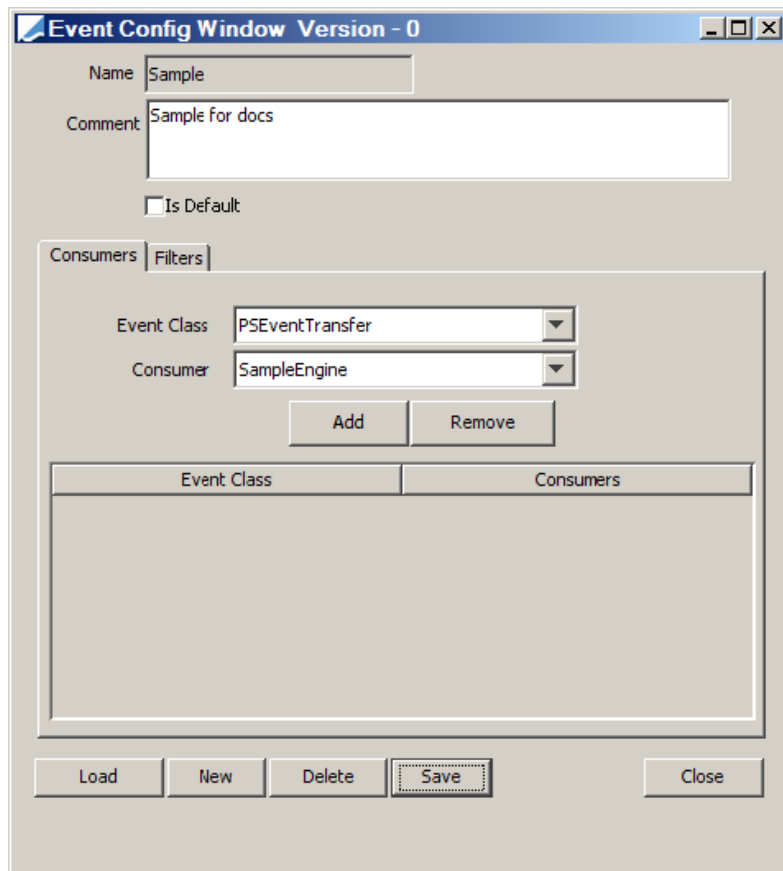 Event Config Window Version - 0
Name Sample
Comment Sample for docs
Is Default
Consumers Filters
Event Class PSEventTransfer
Consumer SampleEngine
Add Remove
Event Class Consumers
Load New Delete Save Close